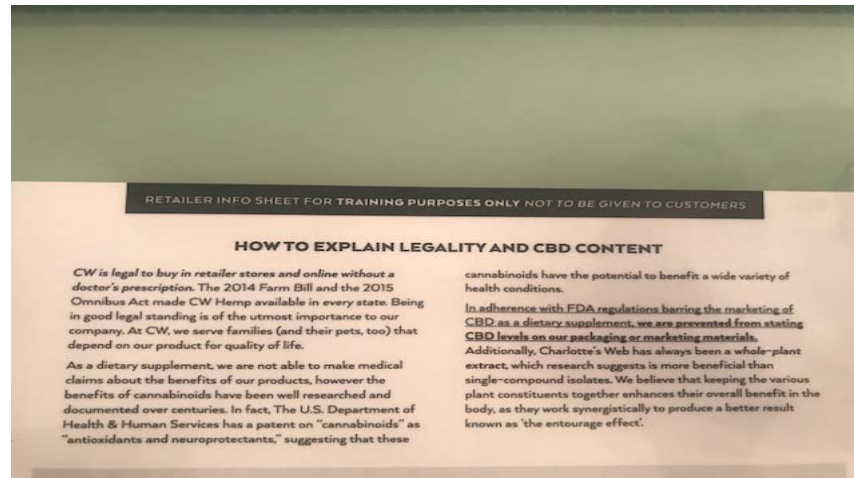 RETAILER INFO SHEET FOR TRAINING PURPOSES ONLY NOT TO BE GIVEN TO CUSTOMERS
HOW TO EXPLAIN LEGALITY AND CBD CONTENT
CW is legal to buy in retailer stores and online without a
doctor's prescription. The 2014 Farm Bill and the 2015
Omnibus Act made CW Hemp available in every state. Being
in good legal standing is of the utmost importance to our
company. At CW, we serve families (and their pets, too) that
depend on our product for quality of life.
As a dietary supplement, we are not able to make medical
claims about the benefits of our products, however the
benefits of cannabinoids have been well researched and
documented over centuries. In fact, The U.S. Department of
Health & Human Services has a patent on "cannabinoids" as
"antioxidants and neuroprotectants," suggesting that these
cannabinoids have the potential to benefit a wide variety of
health conditions.
In adherence with FDA regulations barring the marketing of
CBD as a dietary supplement, we are prevented from stating
CBD levels on our packaging or marketing materials.
Additionally, Charlotte's Web has always been a whole-plant
extract, which research suggests is more beneficial than
single-compound isolates. We believe that keeping the various
plant constituents together enhances their overall benefit in the
body, as they work synergistically to produce a better result
known as 'the entourage effect'.